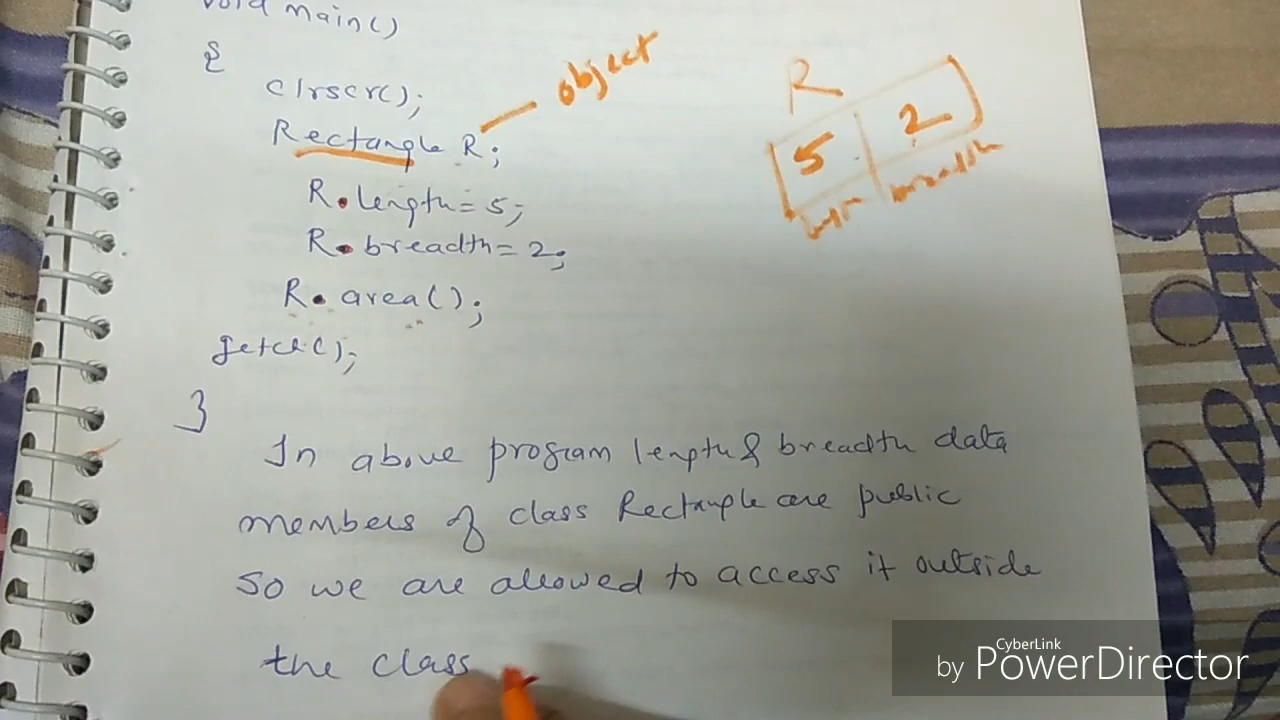 void main()
{
clrscr();
Rectangle R;
object
R.length=5;
R.breadth=2;
R.area();
getch();
}
R
5 2
breadth
In above program length & breadth data
members of class Rectangle are public
so we are allowed to access it outside
the class
CyberLink
by PowerDirector